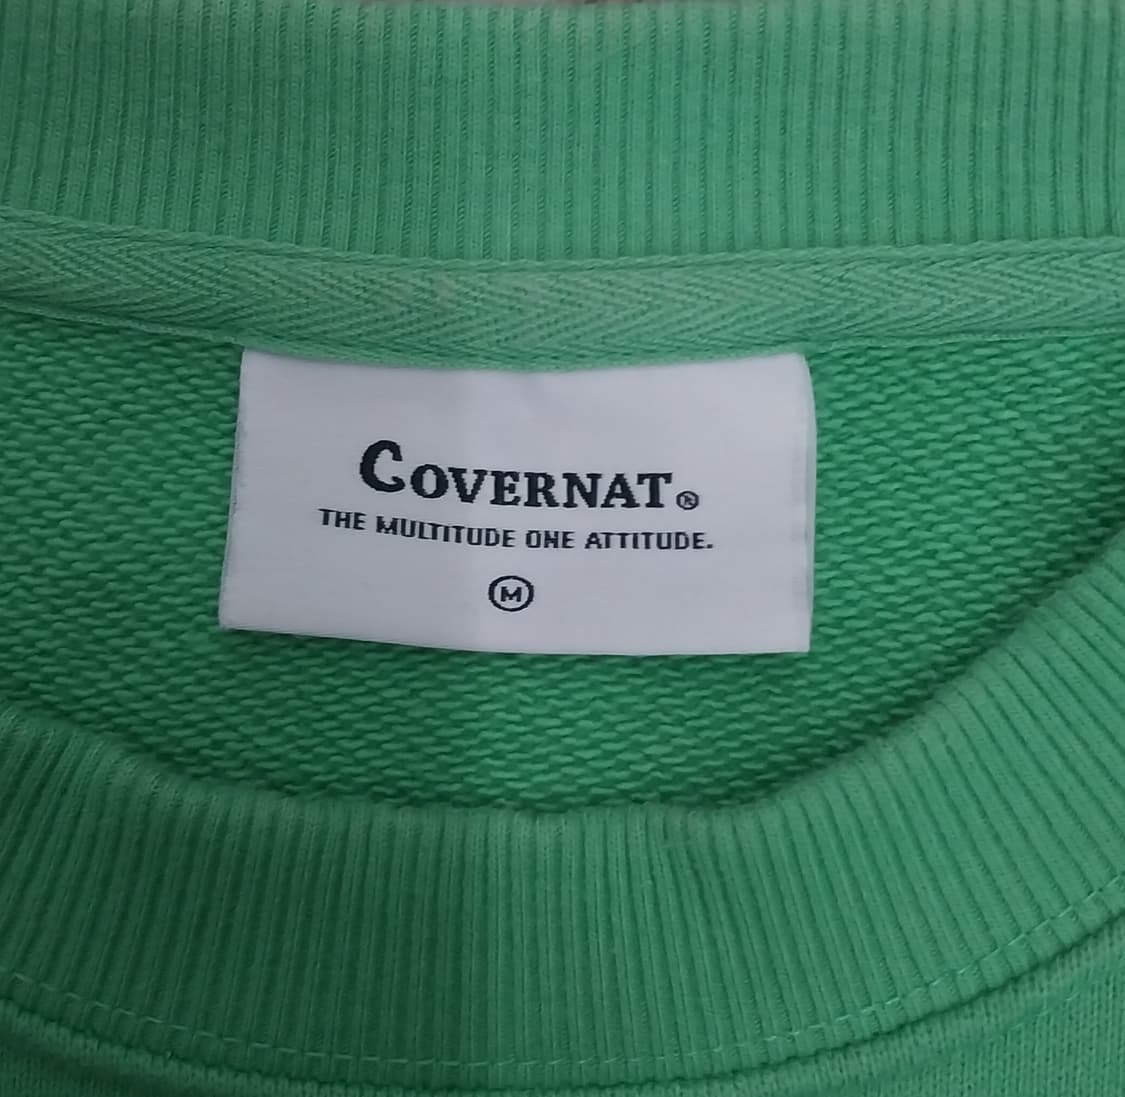 COVERNAT®
THE MULTITUDE ONE ATTITUDE.
M